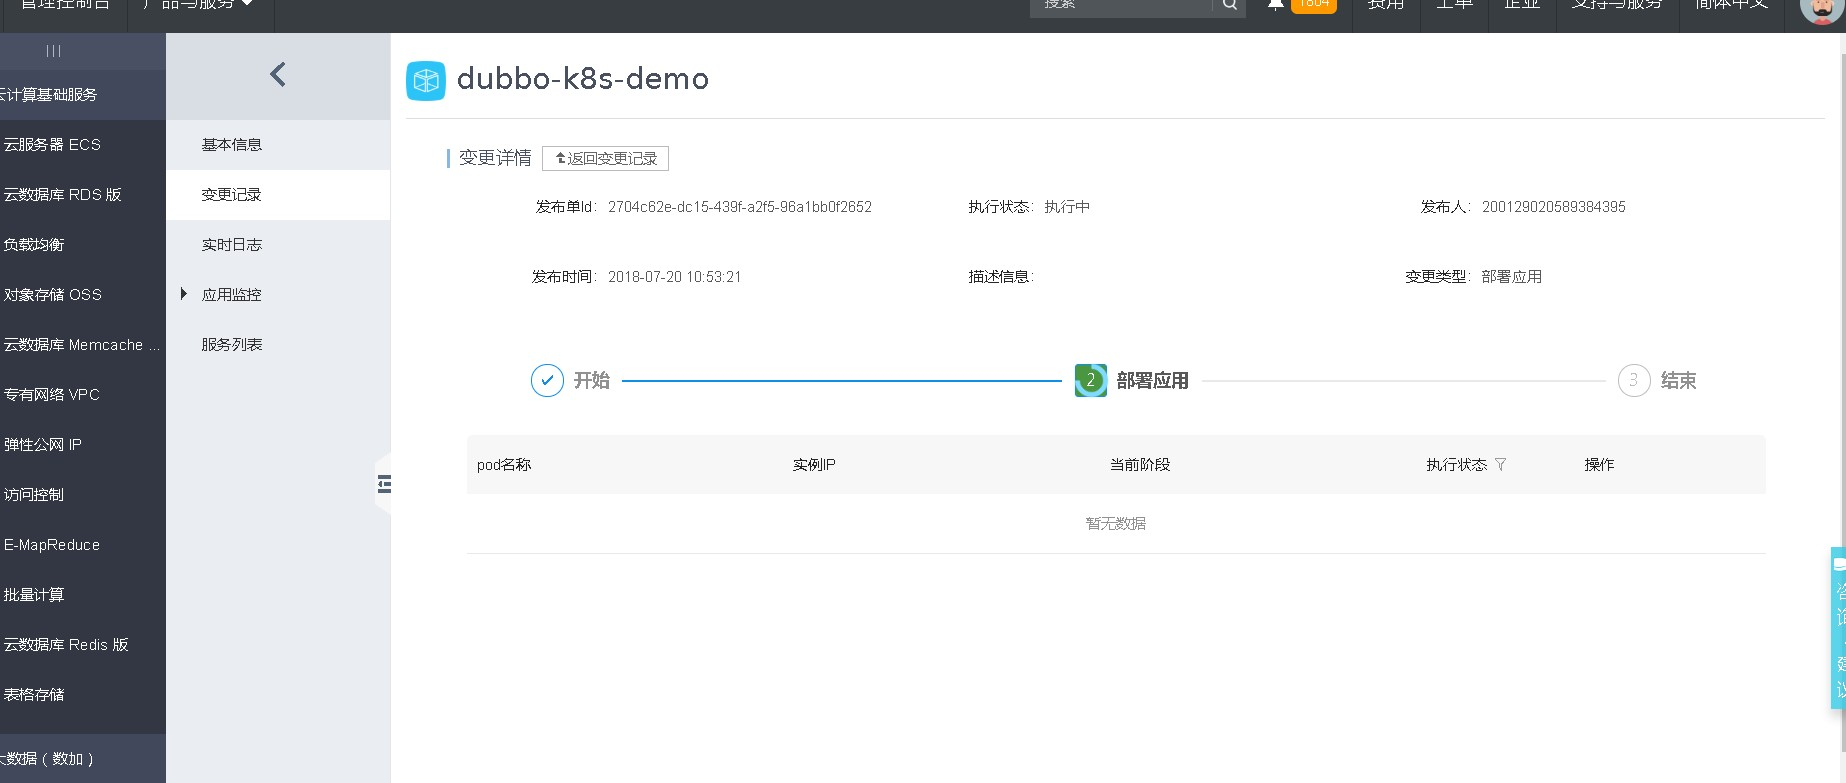 管理控制台 产品与服务 搜索 1804 费用 工单 企业 支持与服务 简体中文
云计算基础服务
云服务器 ECS
云数据库 RDS 版
负载均衡
对象存储 OSS
云数据库 Memcache ...
专有网络 VPC
弹性公网 IP
访问控制
E-MapReduce
批量计算
云数据库 Redis 版
表格存储
大数据 ( 数加 )
基本信息
变更记录
实时日志
应用监控
服务列表
dubbo-k8s-demo
变更详情 返回变更记录
发布单Id: 2704c62e-dc15-439f-a2f5-96a1bb0f2652 执行状态: 执行中 发布人: 200129020589384395
发布时间: 2018-07-20 10:53:21 描述信息: 变更类型: 部署应用
开始 2 部署应用 3 结束
pod名称 实例IP 当前阶段 执行状态 操作
暂无数据
咨
询
·
建
议